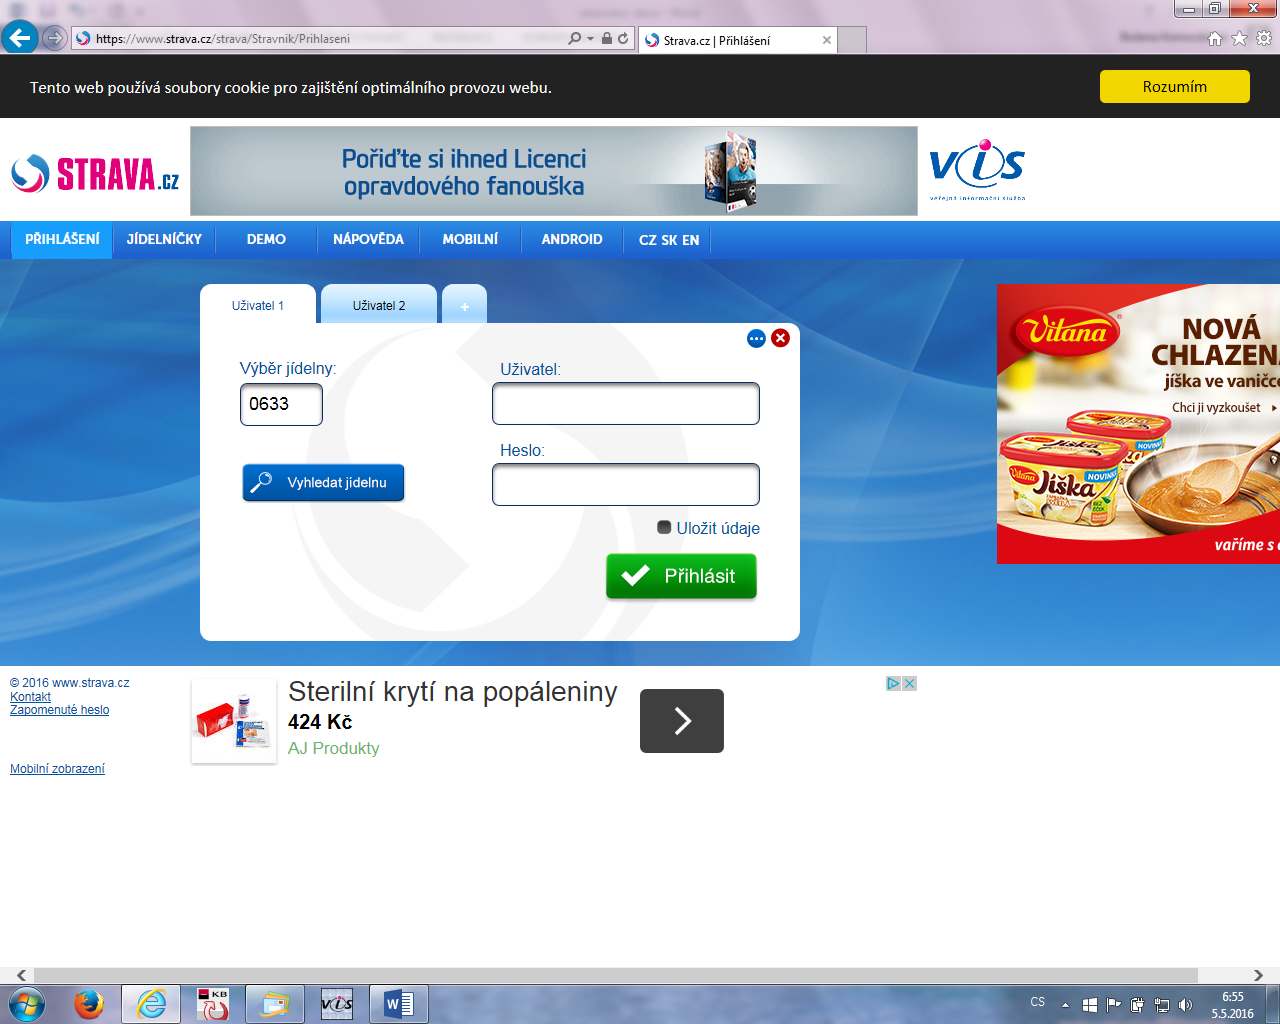 https://www.strava.cz/strava/Stravnik/Prihlaseni
Strava.cz | Přihlášení
Tento web používá soubory cookie pro zajištění optimálního provozu webu.
Rozumím
STRAVA.CZ
Pořiďte si ihned Licenci
opravdového fanouška
VIS
veřejná informační služba
PŘIHLÁŠENÍ
JÍDELNÍČKY
DEMO
NÁPOVĚDA
MOBILNÍ
ANDROID
CZ SK EN
Uživatel 1
Uživatel 2
+
Výběr jídelny:
0633
Vyhledat jídelnu
Uživatel:
Heslo:
Uložit údaje
Přihlásit
Vitana
NOVÁ
CHLAZEN
jíška ve vaničc
Chci ji vyzkoušet
NOVINKA
Vitana
Jíška
NOVINKA
vaříme s
© 2016 www.strava.cz
Kontakt
Zapomenuté heslo
Mobilní zobrazení
Sterilní krytí na popáleniny
424 Kč
AJ Produkty
KB
VIS
W
CS
6:55
5.5.2016